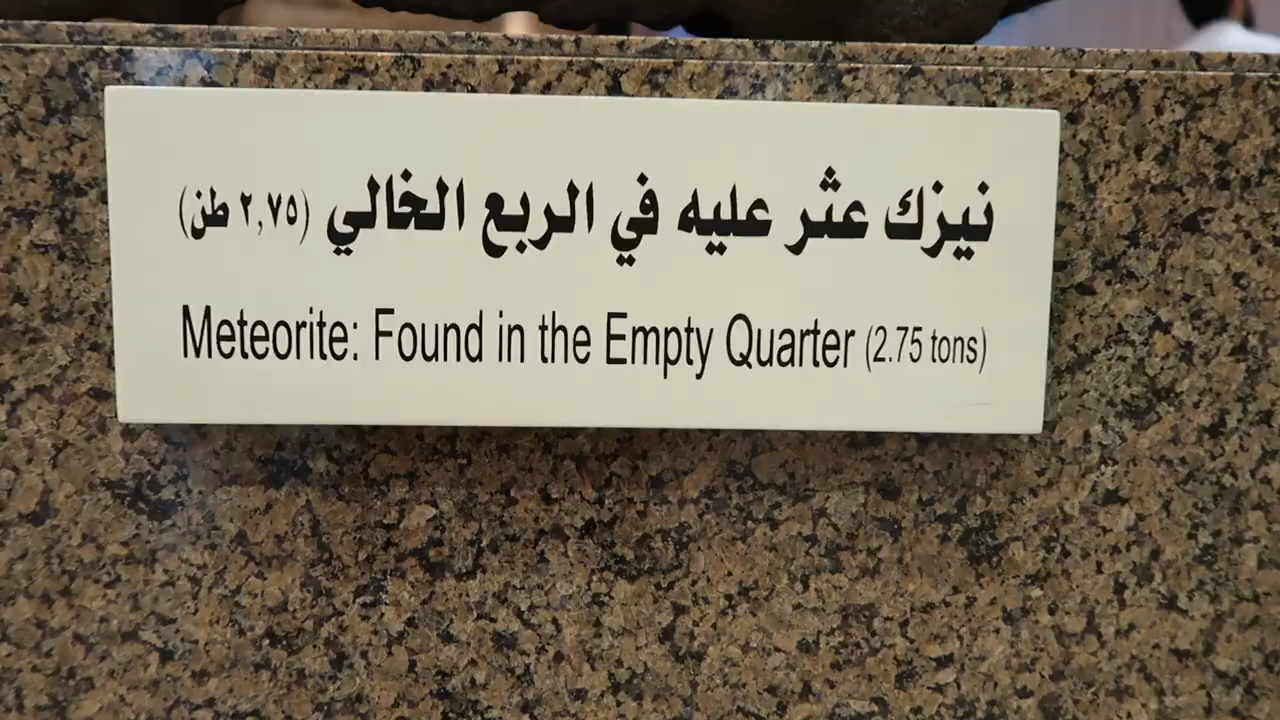 نيزك عثر عليه في الربع الخالي (٢,٧٥ طن)
Meteorite: Found in the Empty Quarter (2.75 tons)